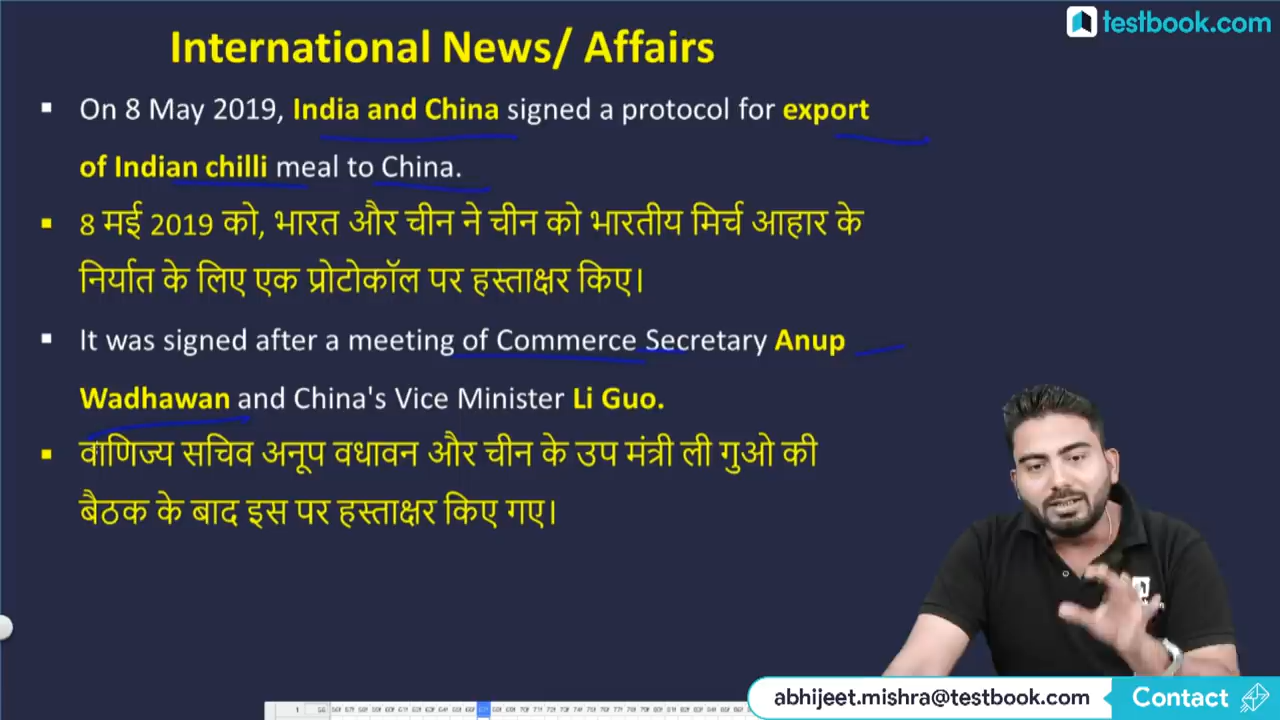 testbook.com
International News/ Affairs
▪ On 8 May 2019, India and China signed a protocol for export
of Indian chilli meal to China.
▪ 8 मई 2019 को, भारत और चीन ने चीन को भारतीय मिर्च आहार के
निर्यात के लिए एक प्रोटोकॉल पर हस्ताक्षर किए।
▪ It was signed after a meeting of Commerce Secretary Anup
Wadhawan and China's Vice Minister Li Guo.
▪ वाणिज्य सचिव अनूप वधावन और चीन के उप मंत्री ली गुओ की
बैठक के बाद इस पर हस्ताक्षर किए गए।
abhijeet.mishra@testbook.com Contact